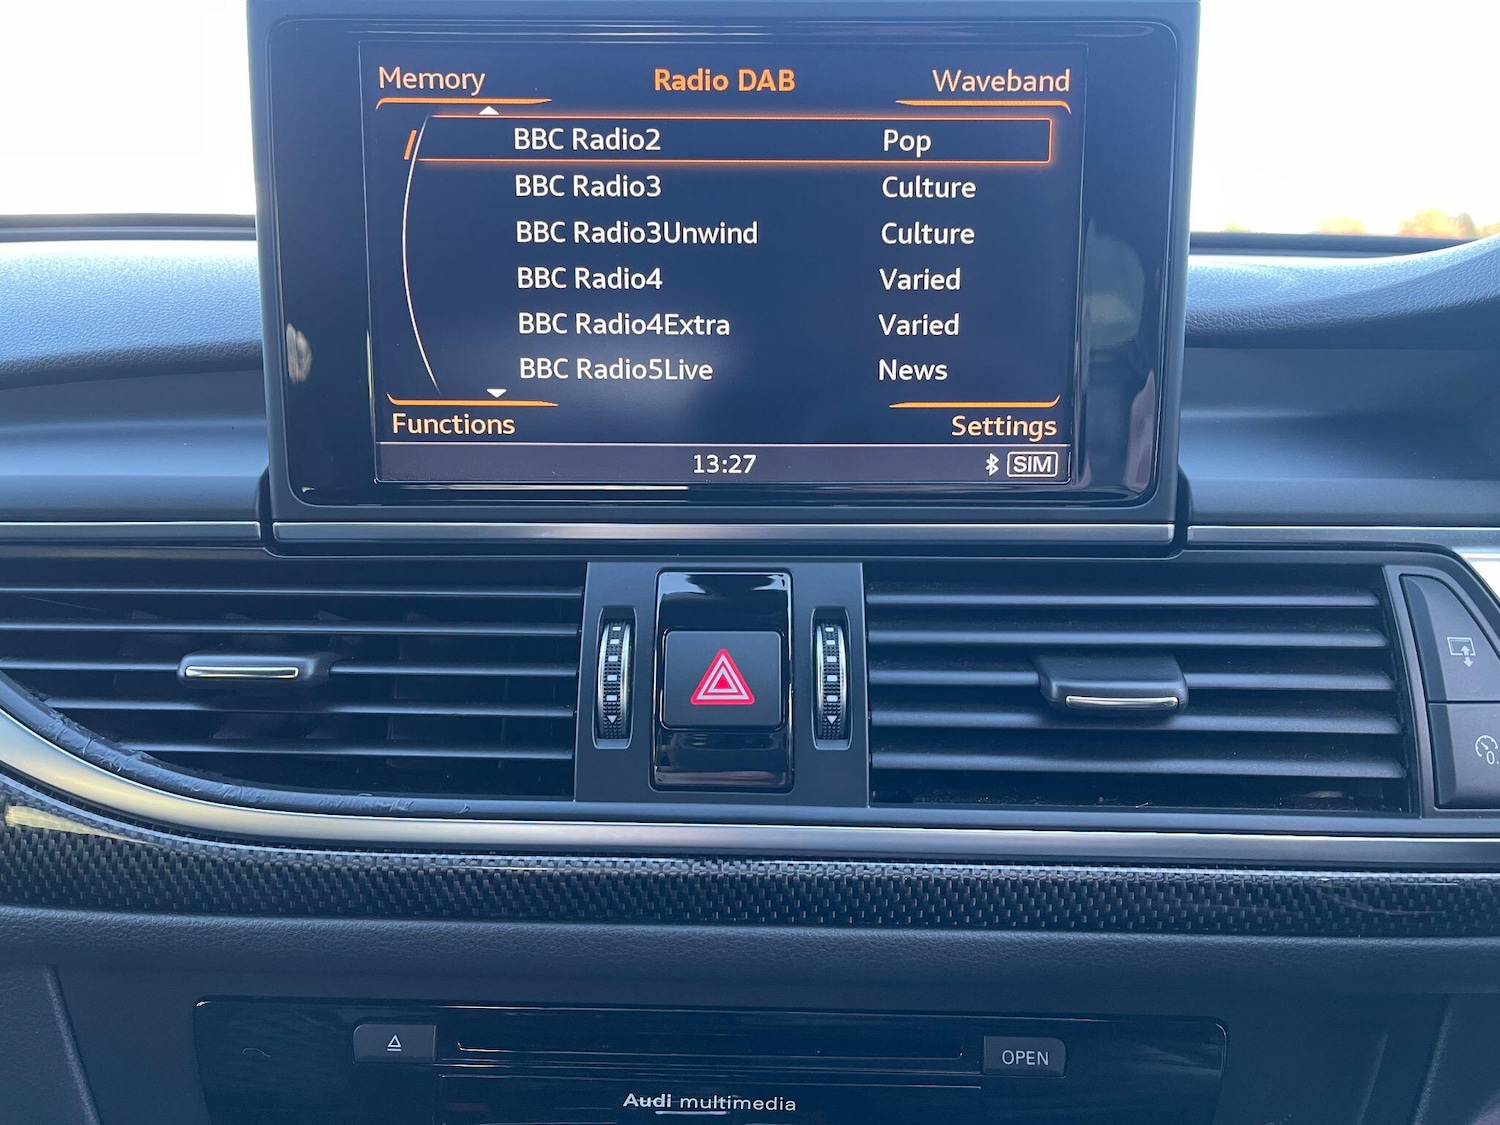 Memory Radio DAB Waveband
BBC Radio2 Pop
BBC Radio3 Culture
BBC Radio3Unwind Culture
BBC Radio4 Varied
BBC Radio4Extra Varied
BBC Radio5Live News
Functions Settings
13:27 SIM
OPEN
Audi multimedia